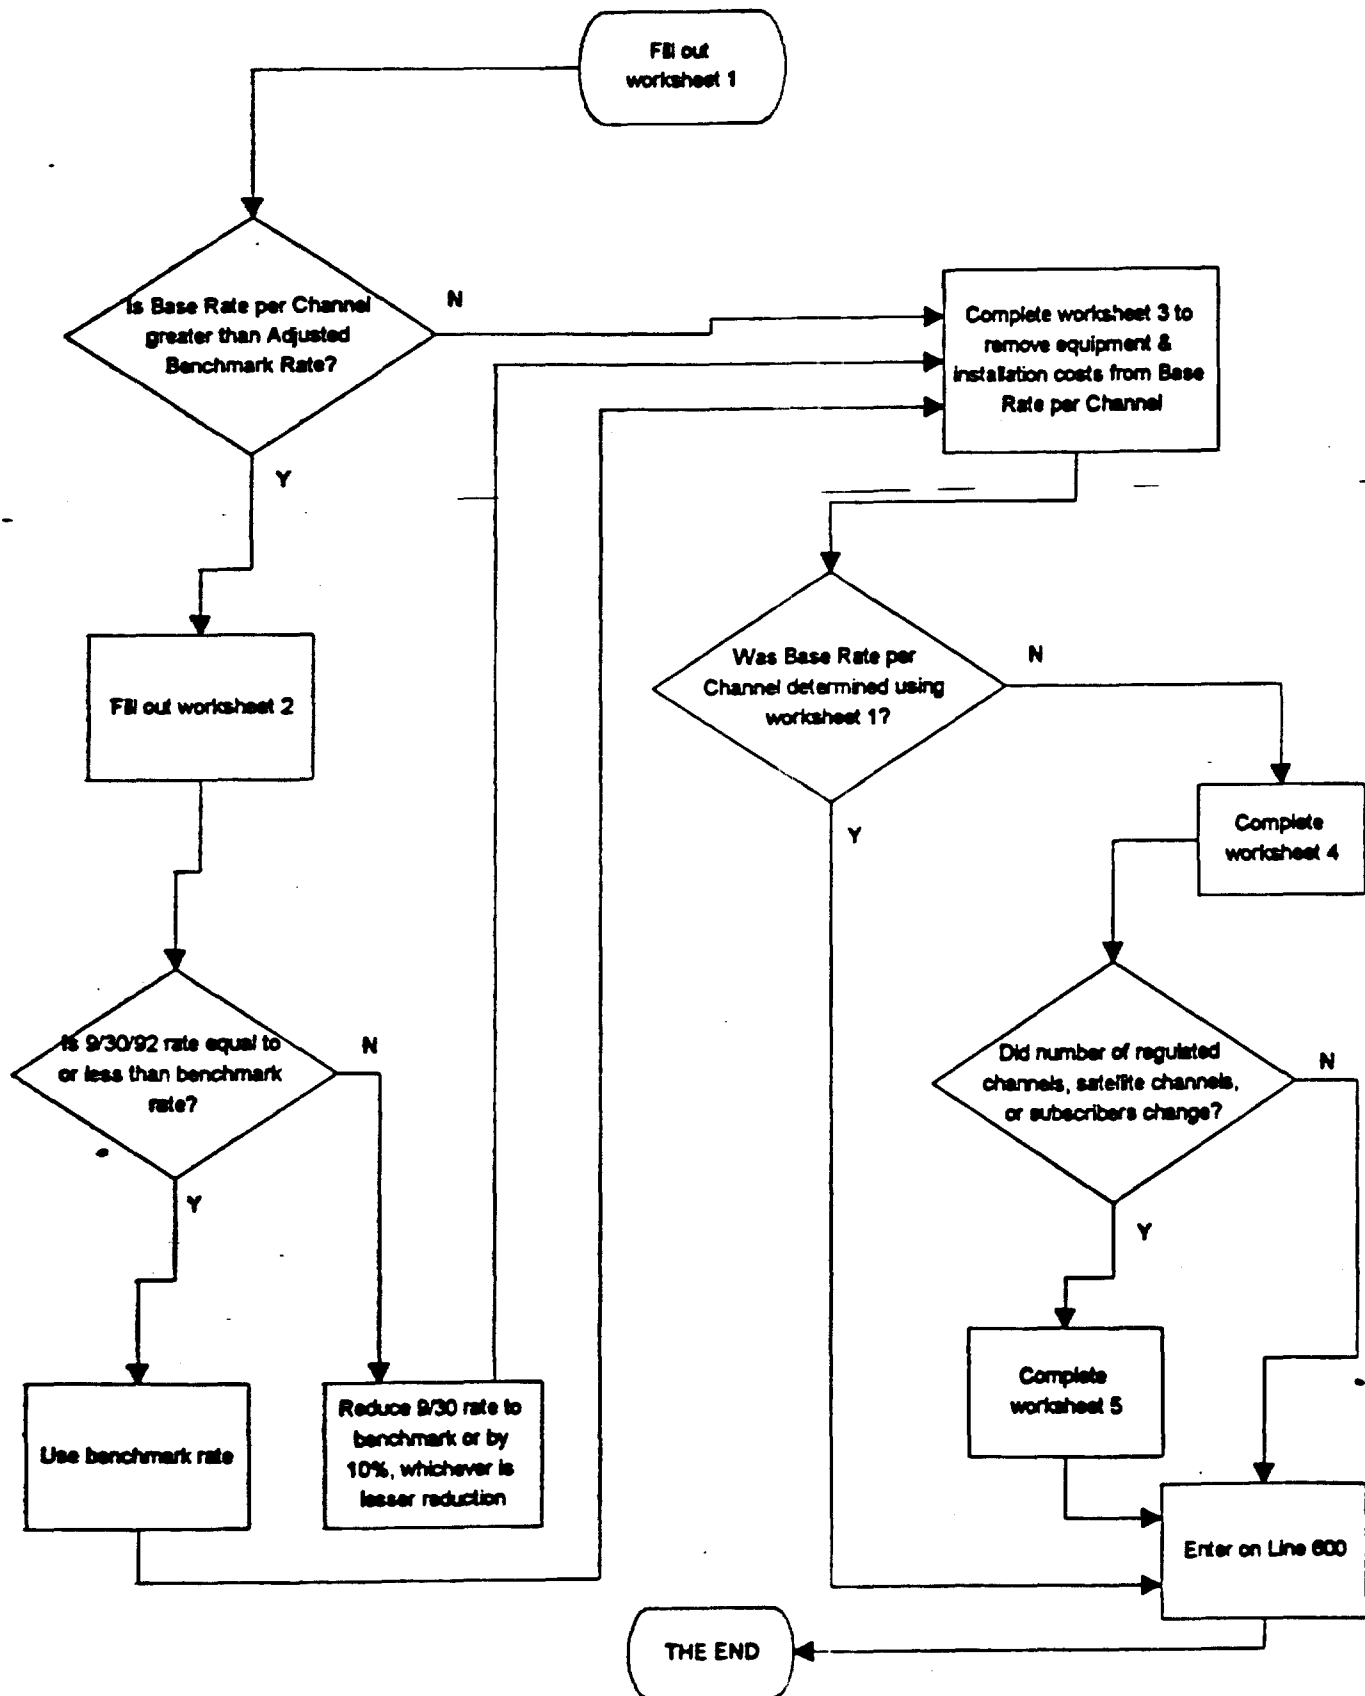 Fill out
worksheet 1
Is Base Rate per Channel
greater than Adjusted
Benchmark Rate?
N
Y
Complete worksheet 3 to
remove equipment &
installation costs from Base
Rate per Channel
Fill out worksheet 2
Was Base Rate per
Channel determined using
worksheet 1?
N
Y
Complete
worksheet 4
Is 9/30/92 rate equal to
or less than benchmark
rate?
N
Y
Did number of regulated
channels, satellite channels,
or subscribers change?
N
Y
Use benchmark rate
Reduce 9/30 rate to
benchmark or by
10%, whichever is
lesser reduction
Complete
worksheet 5
Enter on Line 600
THE END